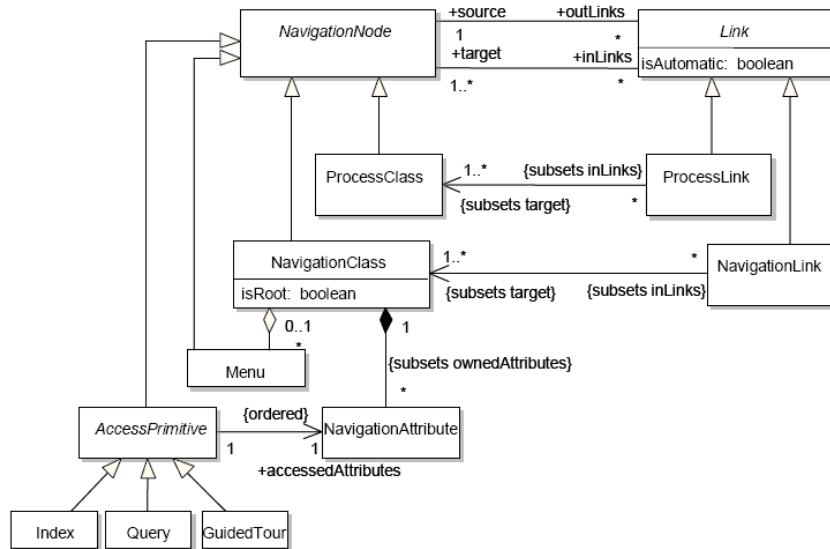 NavigationNode
+source
+outLinks
1
*
+target
+inLinks
1..*
*
Link
isAutomatic: boolean
ProcessClass
1..*
{subsets inLinks}
{subsets target}
*
ProcessLink
NavigationClass
isRoot: boolean
1..*
*
{subsets target}
{subsets inLinks}
NavigationLink
0..1
1
*
Menu
{subsets ownedAttributes}
*
AccessPrimitive
{ordered}
1
1
+accessedAttributes
NavigationAttribute
Index
Query
GuidedTour